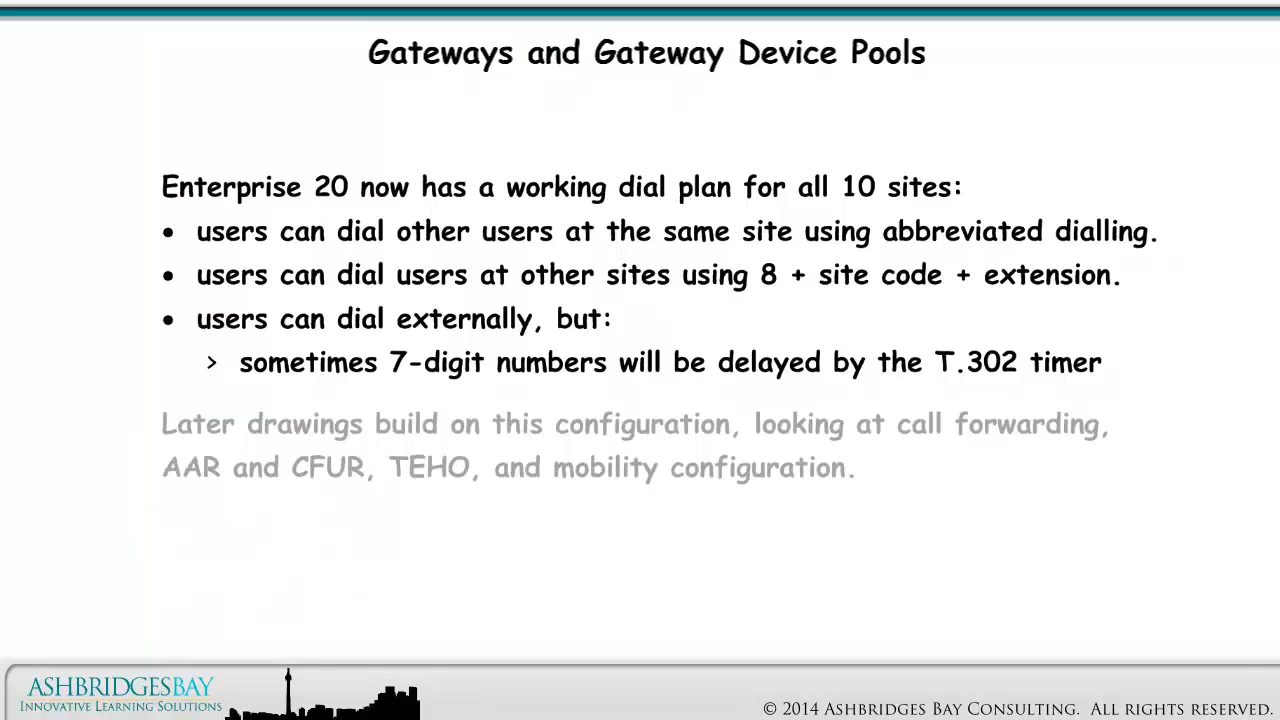 Gateways and Gateway Device Pools
Enterprise 20 now has a working dial plan for all 10 sites:
• users can dial other users at the same site using abbreviated dialling.
• users can dial users at other sites using 8 + site code + extension.
• users can dial externally, but:
> sometimes 7-digit numbers will be delayed by the T.302 timer
Later drawings build on this configuration, looking at call forwarding,
AAR and CFUR, TEHO, and mobility configuration.
ASHBRIDGESBAY
INNOVATIVE LEARNING SOLUTIONS
© 2014 ASHBRIDGES BAY CONSULTING. ALL RIGHTS RESERVED.